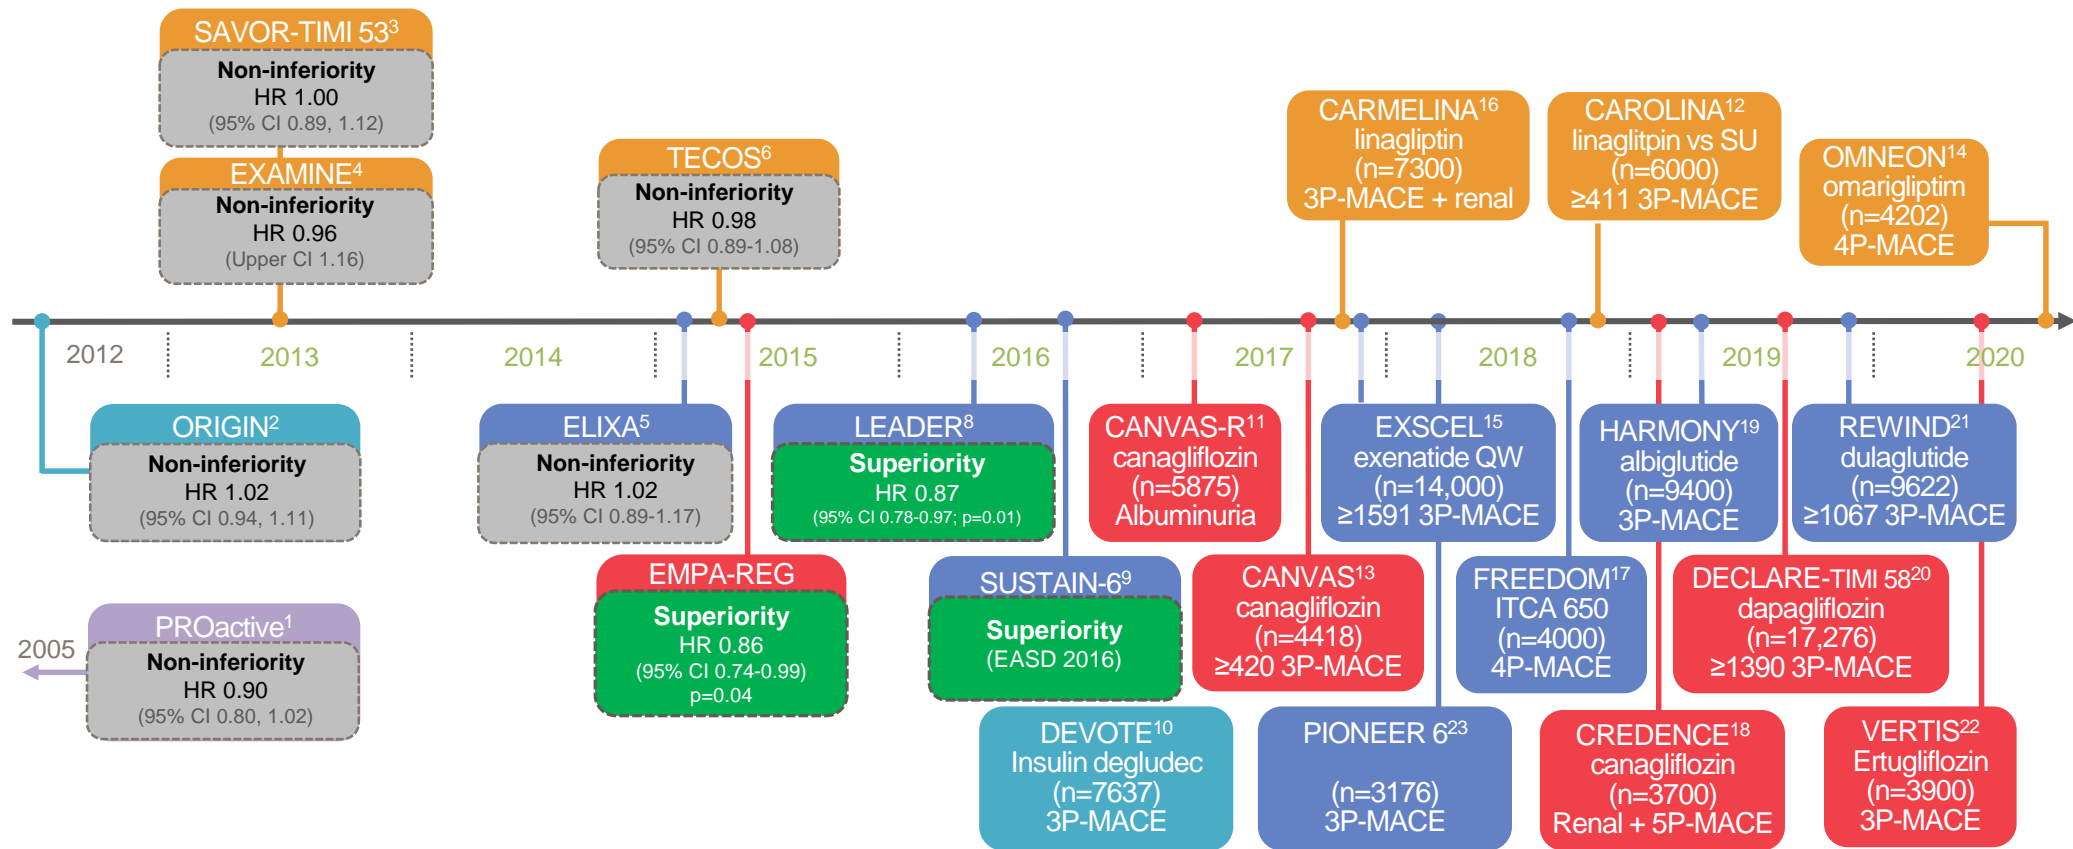 SAVOR-TIMI 53³
Non-inferiority
HR 1.00
(95% CI 0.89, 1.12)
EXAMINE⁴
Non-inferiority
HR 0.96
(Upper CI 1.16)
TECOS⁶
Non-inferiority
HR 0.98
(95% CI 0.89-1.08)
CARMELINA¹⁶
linagliptin
(n=7300)
3P-MACE + renal
CAROLINA¹²
linaglitpin vs SU
(n=6000)
≥411 3P-MACE
OMNEON¹⁴
omarigliptim
(n=4202)
4P-MACE
2012
2013
2014
2015
2016
2017
2018
2019
2020
ORIGIN²
Non-inferiority
HR 1.02
(95% CI 0.94, 1.11)
ELIXA⁵
Non-inferiority
HR 1.02
(95% CI 0.89-1.17)
LEADER⁸
Superiority
HR 0.87
(95% CI 0.78-0.97; p=0.01)
CANVAS-R¹¹
canagliflozin
(n=5875)
Albuminuria
EXSCEL¹⁵
exenatide QW
(n=14,000)
≥1591 3P-MACE
HARMONY¹⁹
albiglutide
(n=9400)
3P-MACE
REWIND²¹
dulaglutide
(n=9622)
≥1067 3P-MACE
EMPA-REG
Superiority
HR 0.86
(95% CI 0.74-0.99)
p=0.04
SUSTAIN-6⁹
Superiority
(EASD 2016)
CANVAS¹³
canagliflozin
(n=4418)
≥420 3P-MACE
FREEDOM¹⁷
ITCA 650
(n=4000)
4P-MACE
DECLARE-TIMI 58²⁰
dapagliflozin
(n=17,276)
≥1390 3P-MACE
2005
PROactive¹
Non-inferiority
HR 0.90
(95% CI 0.80, 1.02)
DEVOTE¹⁰
Insulin degludec
(n=7637)
3P-MACE
PIONEER 6²³
(n=3176)
3P-MACE
CREDENCE¹⁸
canagliflozin
(n=3700)
Renal + 5P-MACE
VERTIS²²
Ertugliflozin
(n=3900)
3P-MACE